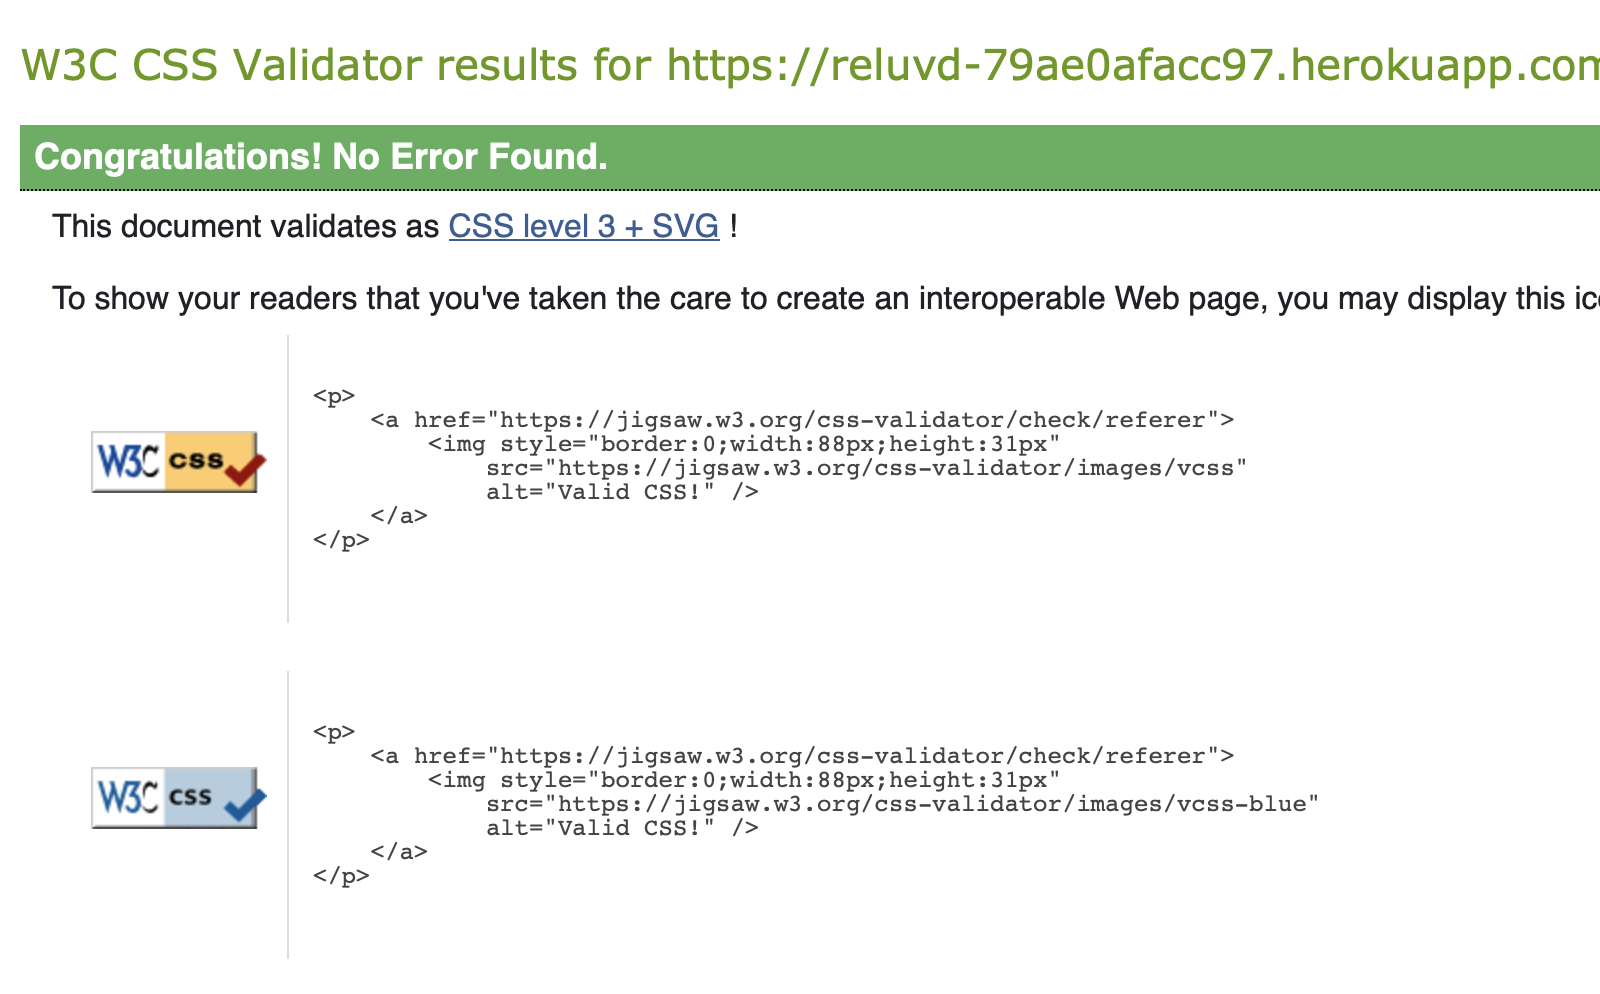 W3C CSS Validator results for https://reluvd-79ae0afacc97.herokuapp.com
Congratulations! No Error Found.
This document validates as CSS level 3 + SVG !
To show your readers that you've taken the care to create an interoperable Web page, you may display this ic
<p>
<a href="https://jigsaw.w3.org/css-validator/check/referer">
<img style="border:0;width:88px;height:31px"
W3C css
src="https://jigsaw.w3.org/css-validator/images/vcss"
alt="Valid CSS!" />
</a>
</p>
<p>
<a href="https://jigsaw.w3.org/css-validator/check/referer">
<img style="border:0;width:88px;height:31px"
W3C css
src="https://jigsaw.w3.org/css-validator/images/vcss-blue"
alt="Valid CSS!" />
</a>
</p>